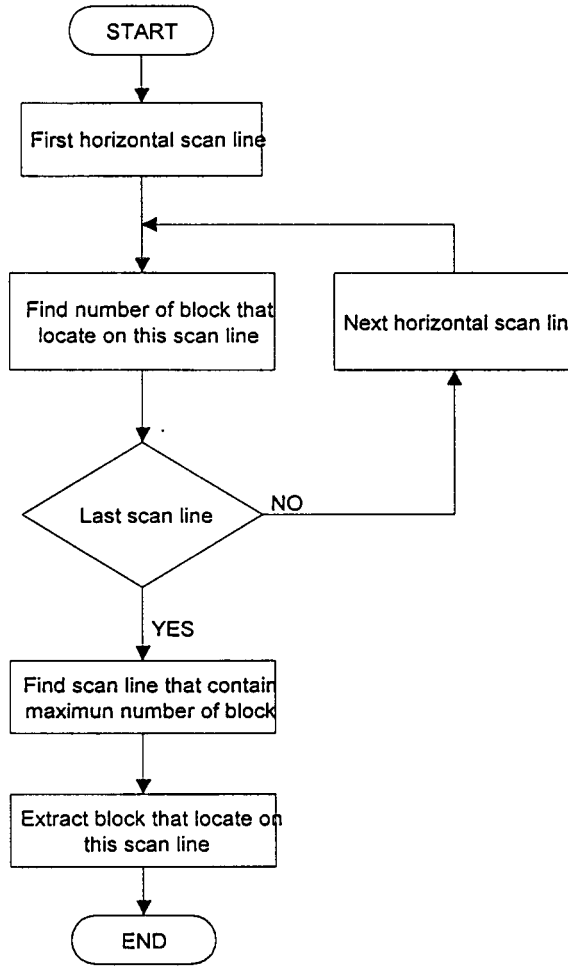 START
First horizontal scan line
Find number of block that
locate on this scan line
Next horizontal scan lin
Last scan line
NO
YES
Find scan line that contain
maximun number of block
Extract block that locate on
this scan line
END